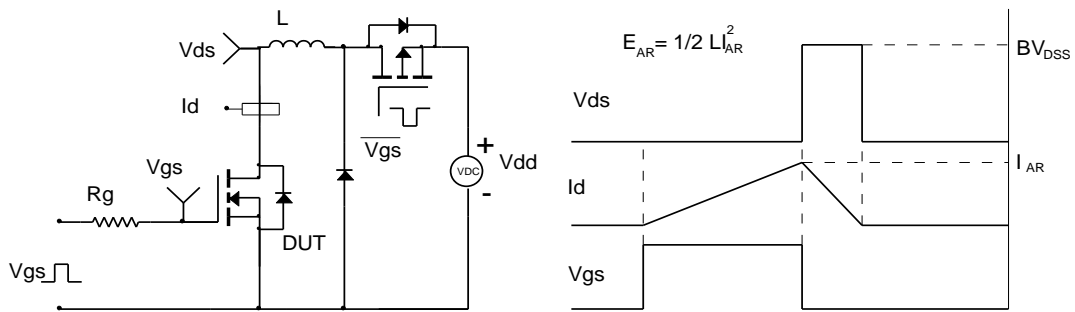 L
Vds
Id
Vgs
Rg
DUT
Vgs
Vgs
VDC
+
-
Vdd
E_AR = 1/2 LI_AR^2
BV_DSS
Vds
I_AR
Id
Vgs